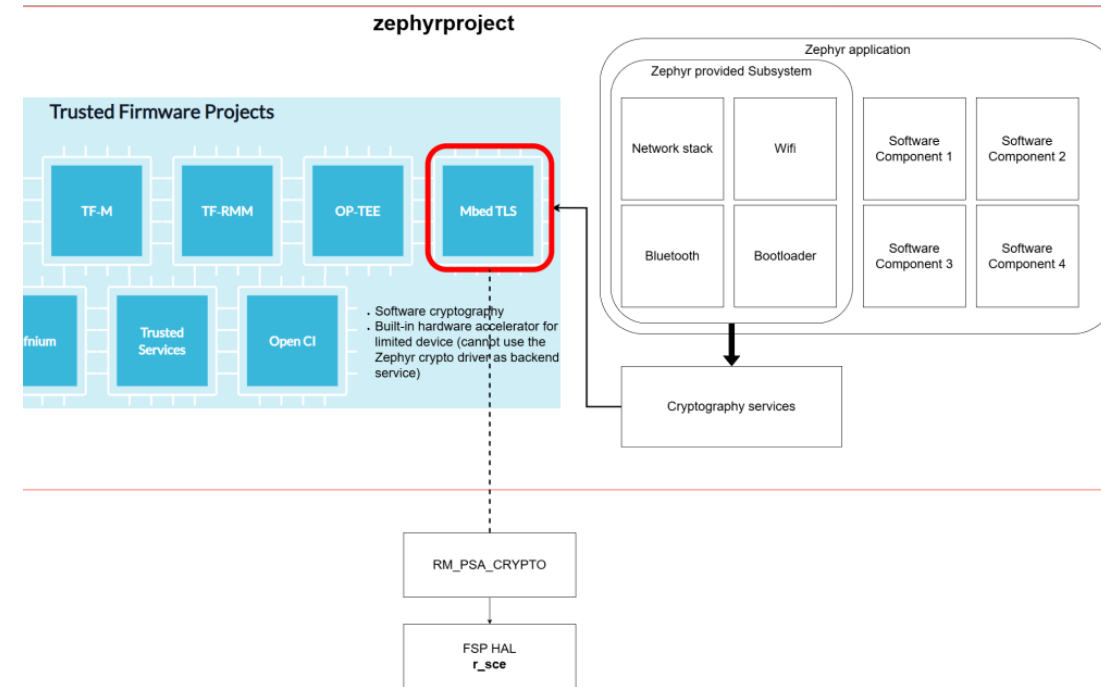 zephyrproject
Zephyr application
Zephyr provided Subsystem
Trusted Firmware Projects
Network stack
Wifi
Software
Component 1
Software
Component 2
TF-M
TF-RMM
OP-TEE
Mbed TLS
Bluetooth
Bootloader
Software
Component 3
Software
Component 4
fnium
Trusted
Services
Open CI
. Software cryptography
. Built-in hardware accelerator for
limited device (cannot use the
Zephyr crypto driver as backend
service)
Cryptography services
RM_PSA_CRYPTO
FSP HAL
r_sce